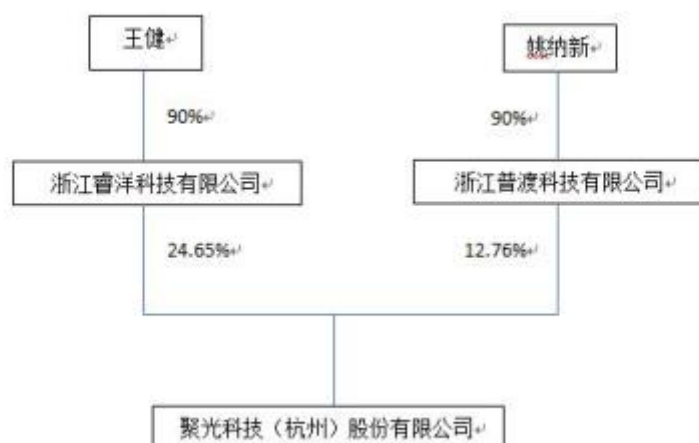 王健
姚纳新
90%
90%
浙江睿洋科技有限公司
浙江普渡科技有限公司
24.65%
12.76%
聚光科技（杭州）股份有限公司